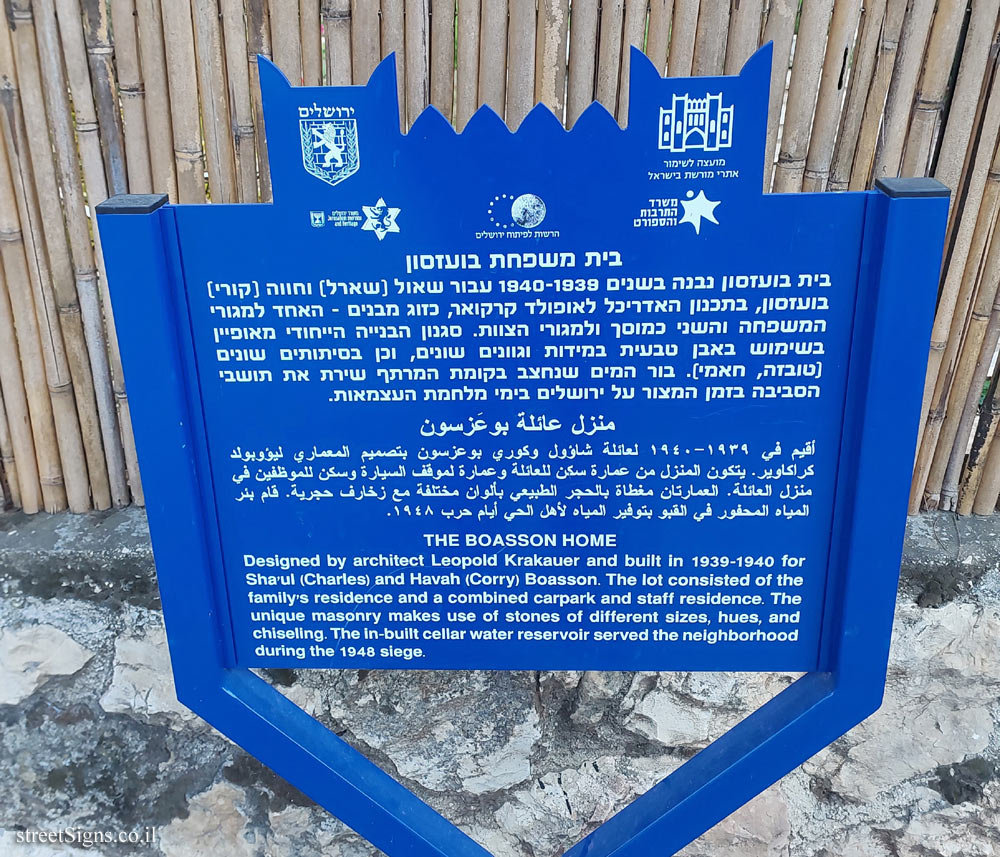 ירושלים
מועצה לשימור
אתרי מורשת בישראל
משרד ירושלים ומורשת
Jerusalem Affairs
and Heritage
הרשות לפיתוח ירושלים
משרד
התרבות
והספורט
בית משפחת בועזסון
בית בועזסון נבנה בשנים 1940-1939 עבור שאול (שארל) וחווה (קורי)
בועזסון, בתכנון האדריכל לאופולד קרקואר, כזוג מבנים - האחד למגורי
המשפחה והשני כמוסך ולמגורי הצוות. סגנון הבנייה הייחודי מאופיין
בשימוש באבן טבעית במידות וגוונים שונים, וכן בסיתותים שונים
(טובזה, חאמי). בור המים שנחצב בקומת המרתף שירת את תושבי
הסביבה בזמן המצור על ירושלים בימי מלחמת העצמאות.
منزل عائلة بوعَزسون
أقيم في ١٩٣٩-١٩٤٠ لعائلة شاؤول وكوري بوعزسون بتصميم المعماري ليؤوبولد
كراكاوير. يتكون المنزل من عمارة سكن للعائلة وعمارة لموقف السيارة وسكن للموظفين في
منزل العائلة. العمارتان مغطاة بالحجر الطبيعي بألوان مختلفة مع زخارف حجرية. قام بئر
المياه المحفور في القبو بتوفير المياه لأهل الحي أيام حرب ١٩٤٨.
THE BOASSON HOME
Designed by architect Leopold Krakauer and built in 1939-1940 for
Sha'ul (Charles) and Havah (Corry) Boasson. The lot consisted of the
family's residence and a combined carpark and staff residence. The
unique masonry makes use of stones of different sizes, hues, and
chiseling. The in-built cellar water reservoir served the neighborhood
during the 1948 siege.
streetSigns.co.il